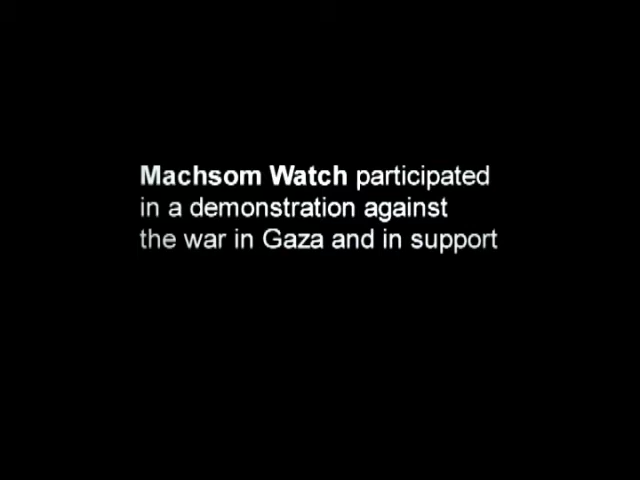 Machsom Watch participated
in a demonstration against
the war in Gaza and in support